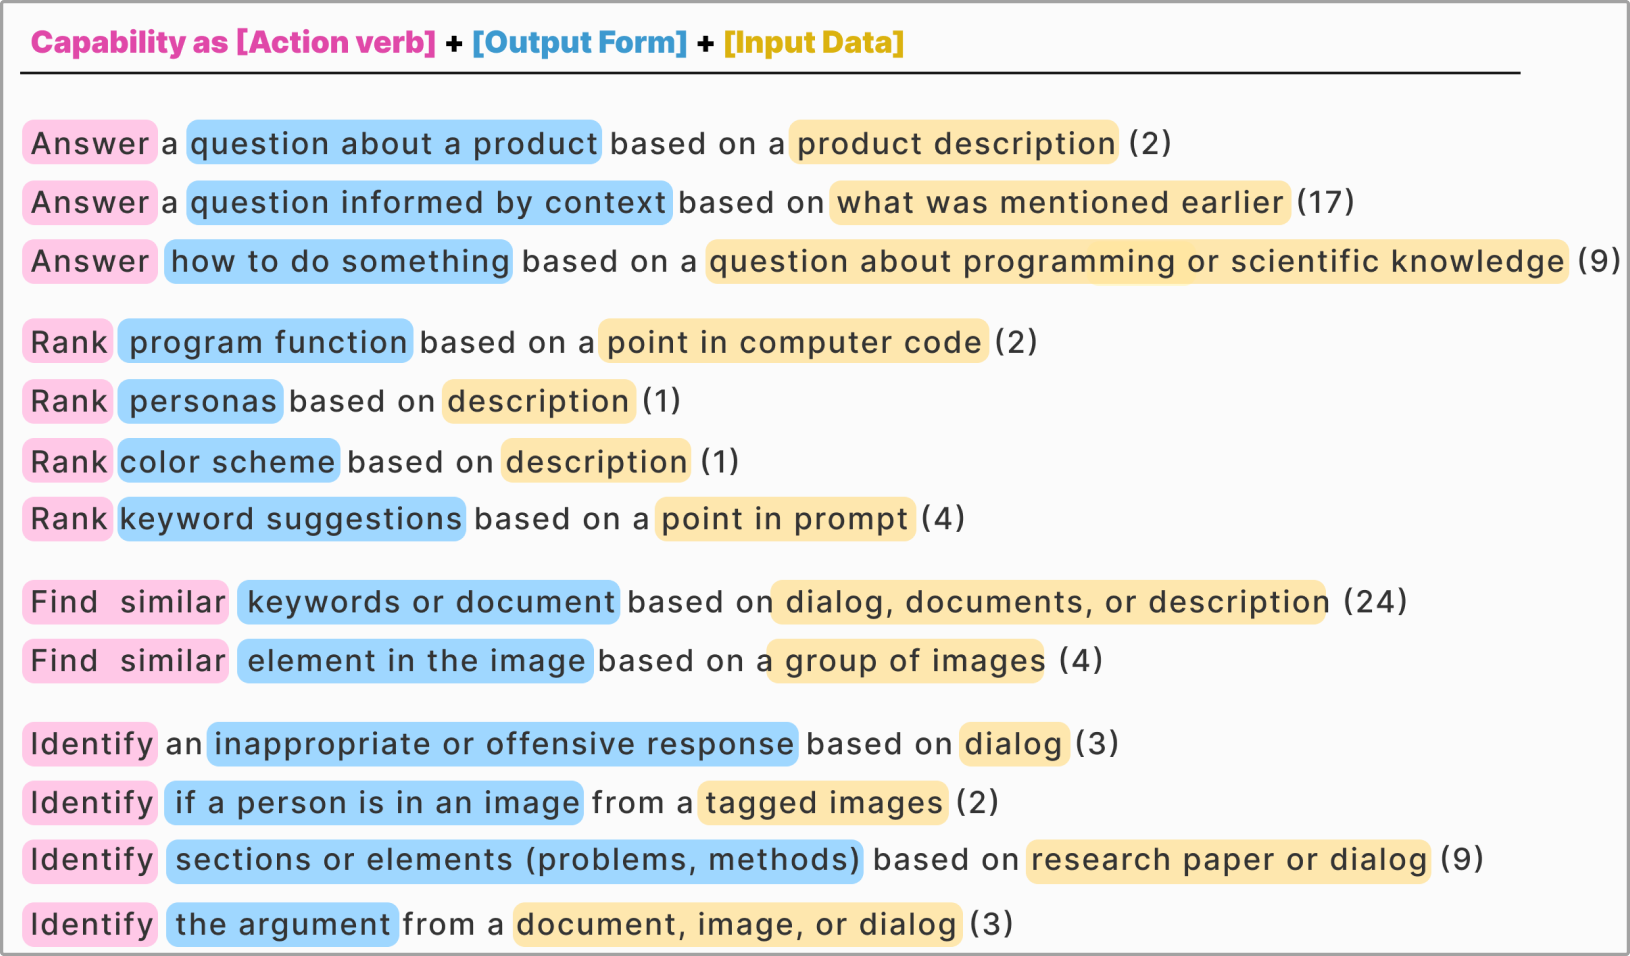 Capability as [Action verb] + [Output Form] + [Input Data]
Answer a question about a product based on a product description (2)
Answer a question informed by context based on what was mentioned earlier (17)
Answer how to do something based on a question about programming or scientific knowledge (9)
Rank program function based on a point in computer code (2)
Rank personas based on description (1)
Rank color scheme based on description (1)
Rank keyword suggestions based on a point in prompt (4)
Find similar keywords or document based on dialog, documents, or description (24)
Find similar element in the image based on a group of images (4)
Identify an inappropriate or offensive response based on dialog (3)
Identify if a person is in an image from a tagged images (2)
Identify sections or elements (problems, methods) based on research paper or dialog (9)
Identify the argument from a document, image, or dialog (3)